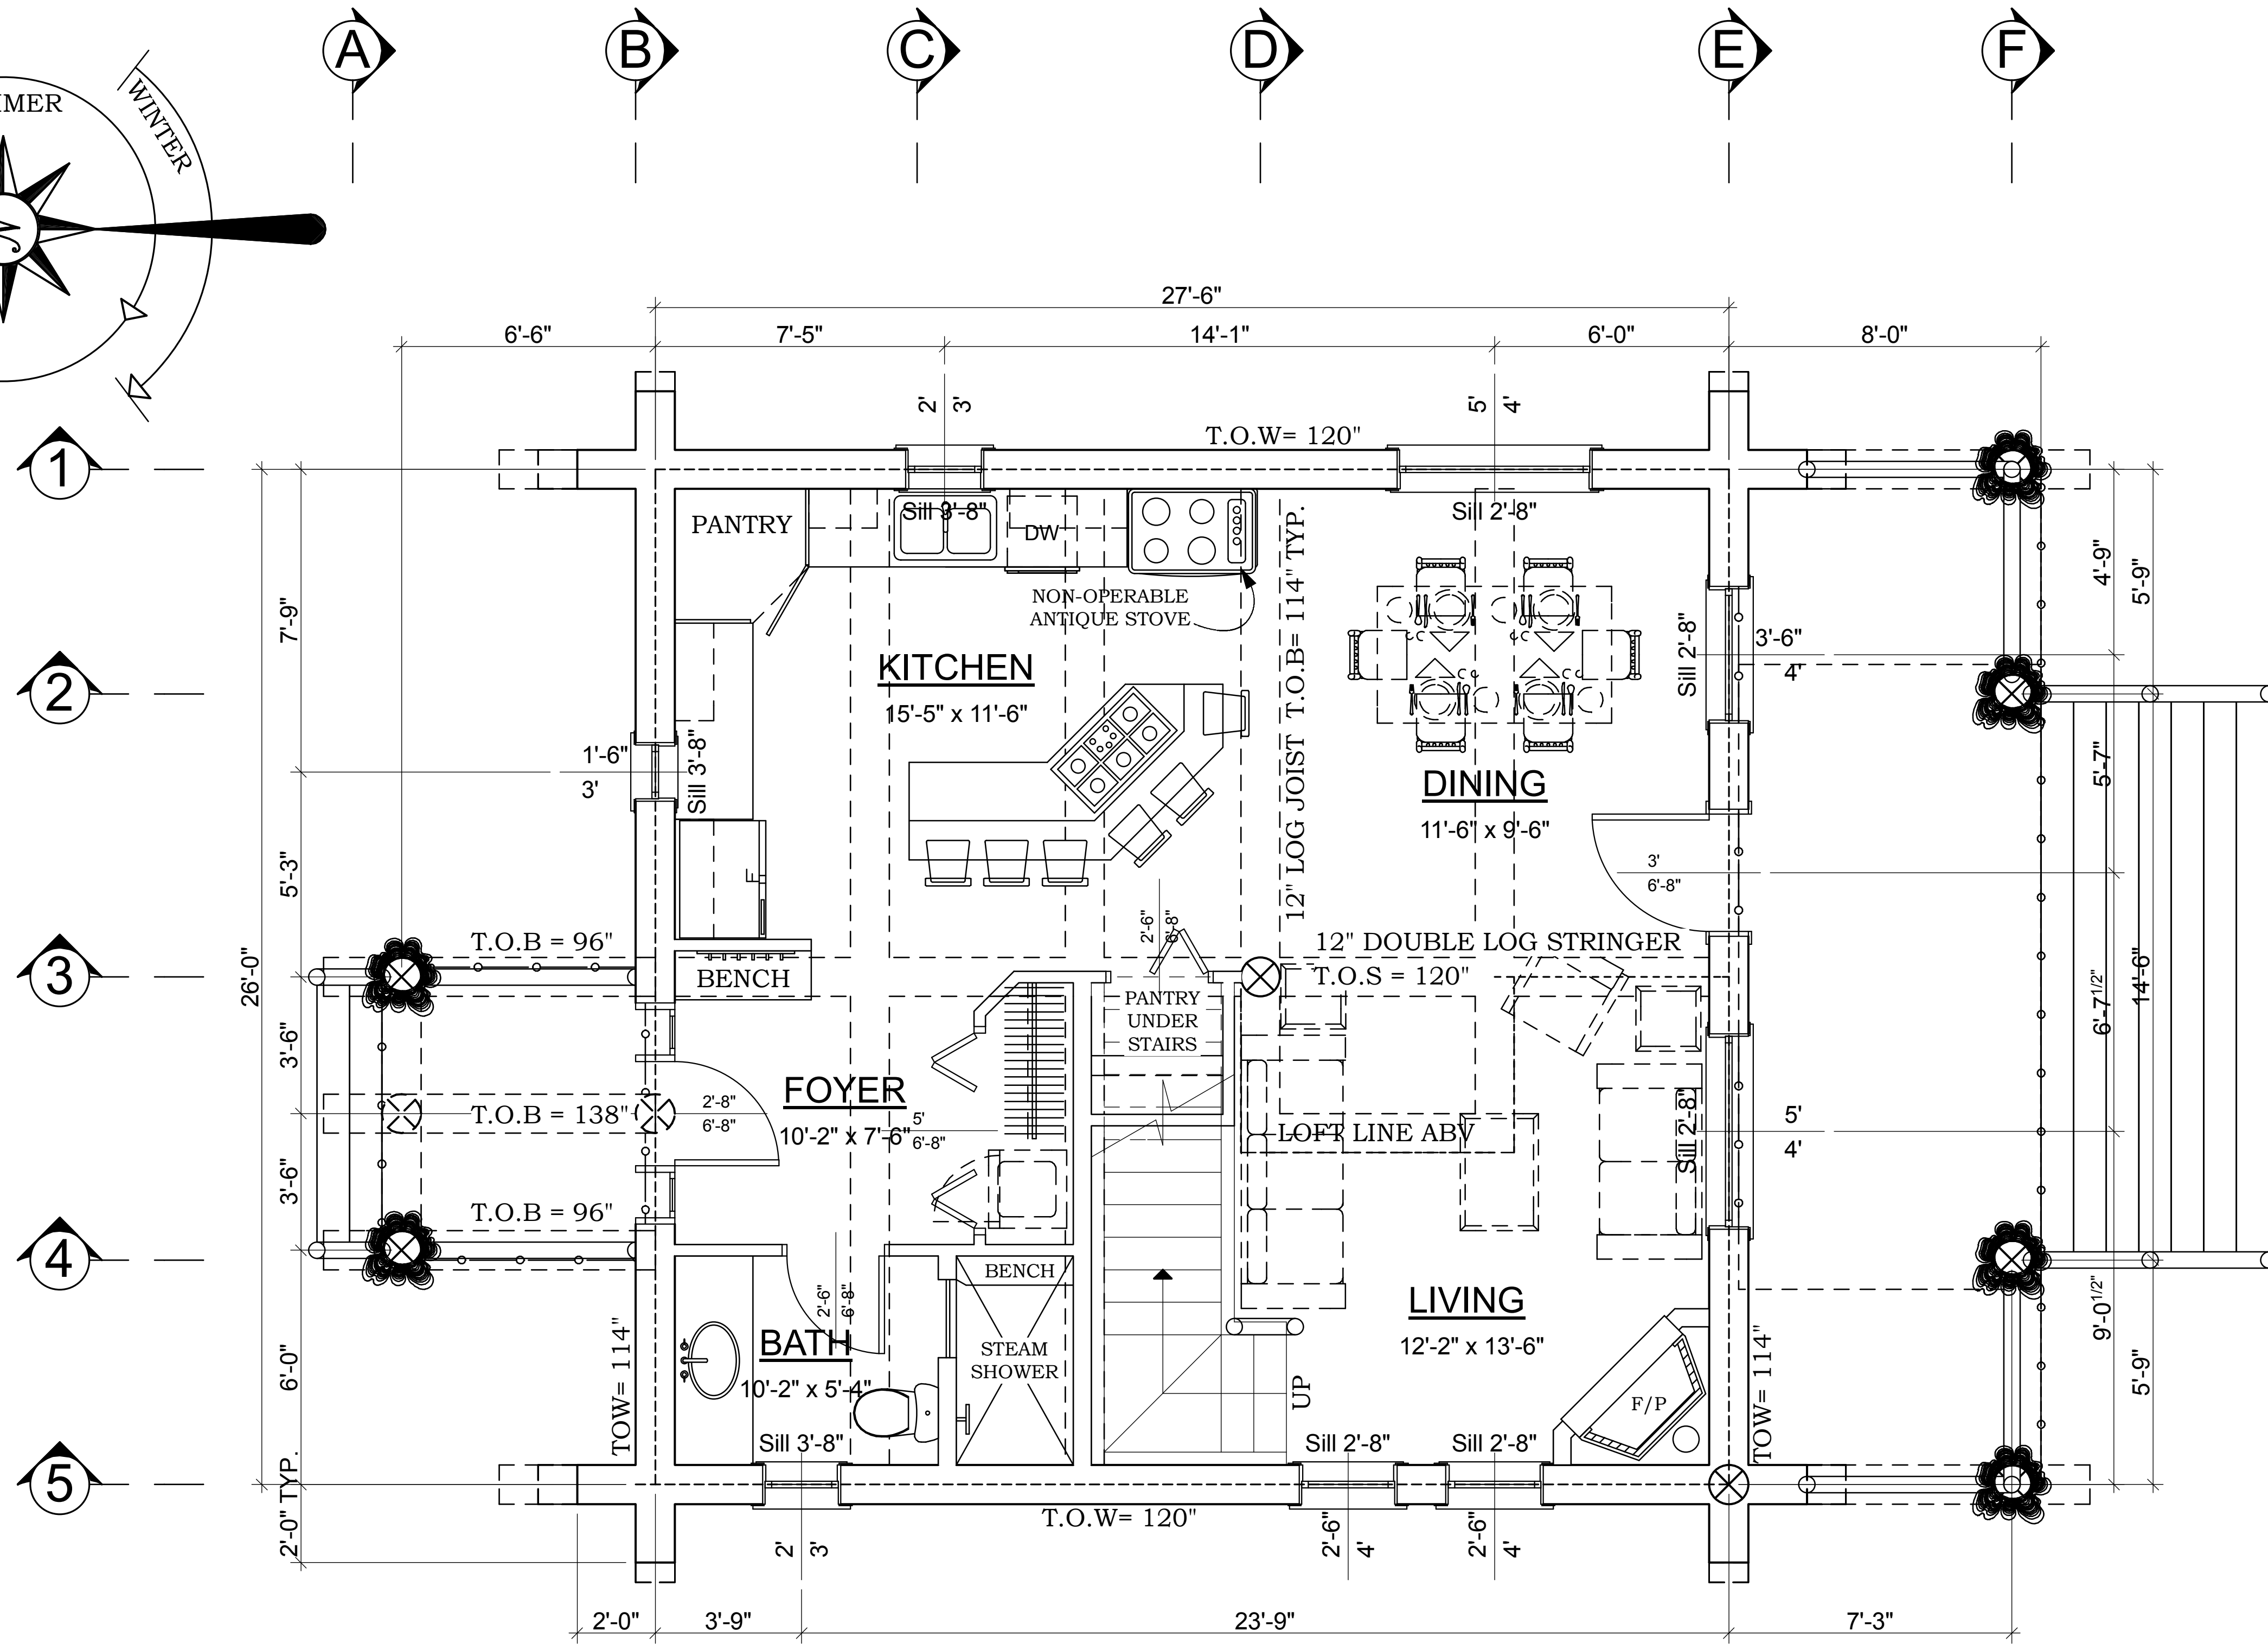 A
B
C
D
E
F
WINTER
27'-6"
6'-6"
7'-5"
14'-1"
6'-0"
8'-0"
2'
3'
5'
4'
T.O.W= 120"
1
PANTRY
Sill 3'-8"
DW
Sill 2'-8"
NON-OPERABLE
ANTIQUE STOVE
12" LOG JOIST T.O.B= 114" TYP.
4'-9"
5'-9"
7'-9"
2
KITCHEN
15'-5" x 11'-6"
Sill 2'-8"
3'-6"
4'
1'-6"
3'
Sill 3'-8"
DINING
11'-6" x 9'-6"
5'-7"
3'
6'-8"
5'-3"
2'-6"
6'-8"
3
26'-0"
T.O.B = 96"
BENCH
12" DOUBLE LOG STRINGER
T.O.S = 120"
PANTRY
UNDER
STAIRS
6'-7 1/2"
14'-6"
3'-6"
T.O.B = 138"
2'-8"
6'-8"
FOYER
10'-2" x 7'-6"
5'
6'-8"
LOFT LINE ABV
Sill 2'-8"
5'
4'
3'-6"
T.O.B = 96"
4
2'-6"
6'-8"
BENCH
LIVING
12'-2" x 13'-6"
9'-0 1/2"
6'-0"
TOW= 114"
BATH
10'-2" x 5'-4"
STEAM
SHOWER
UP
F/P
TOW= 114"
5'-9"
5
2'-0" TYP.
Sill 3'-8"
Sill 2'-8"
Sill 2'-8"
T.O.W= 120"
2'
3'
2'-6"
4'
2'-6"
4'
2'-0"
3'-9"
23'-9"
7'-3"